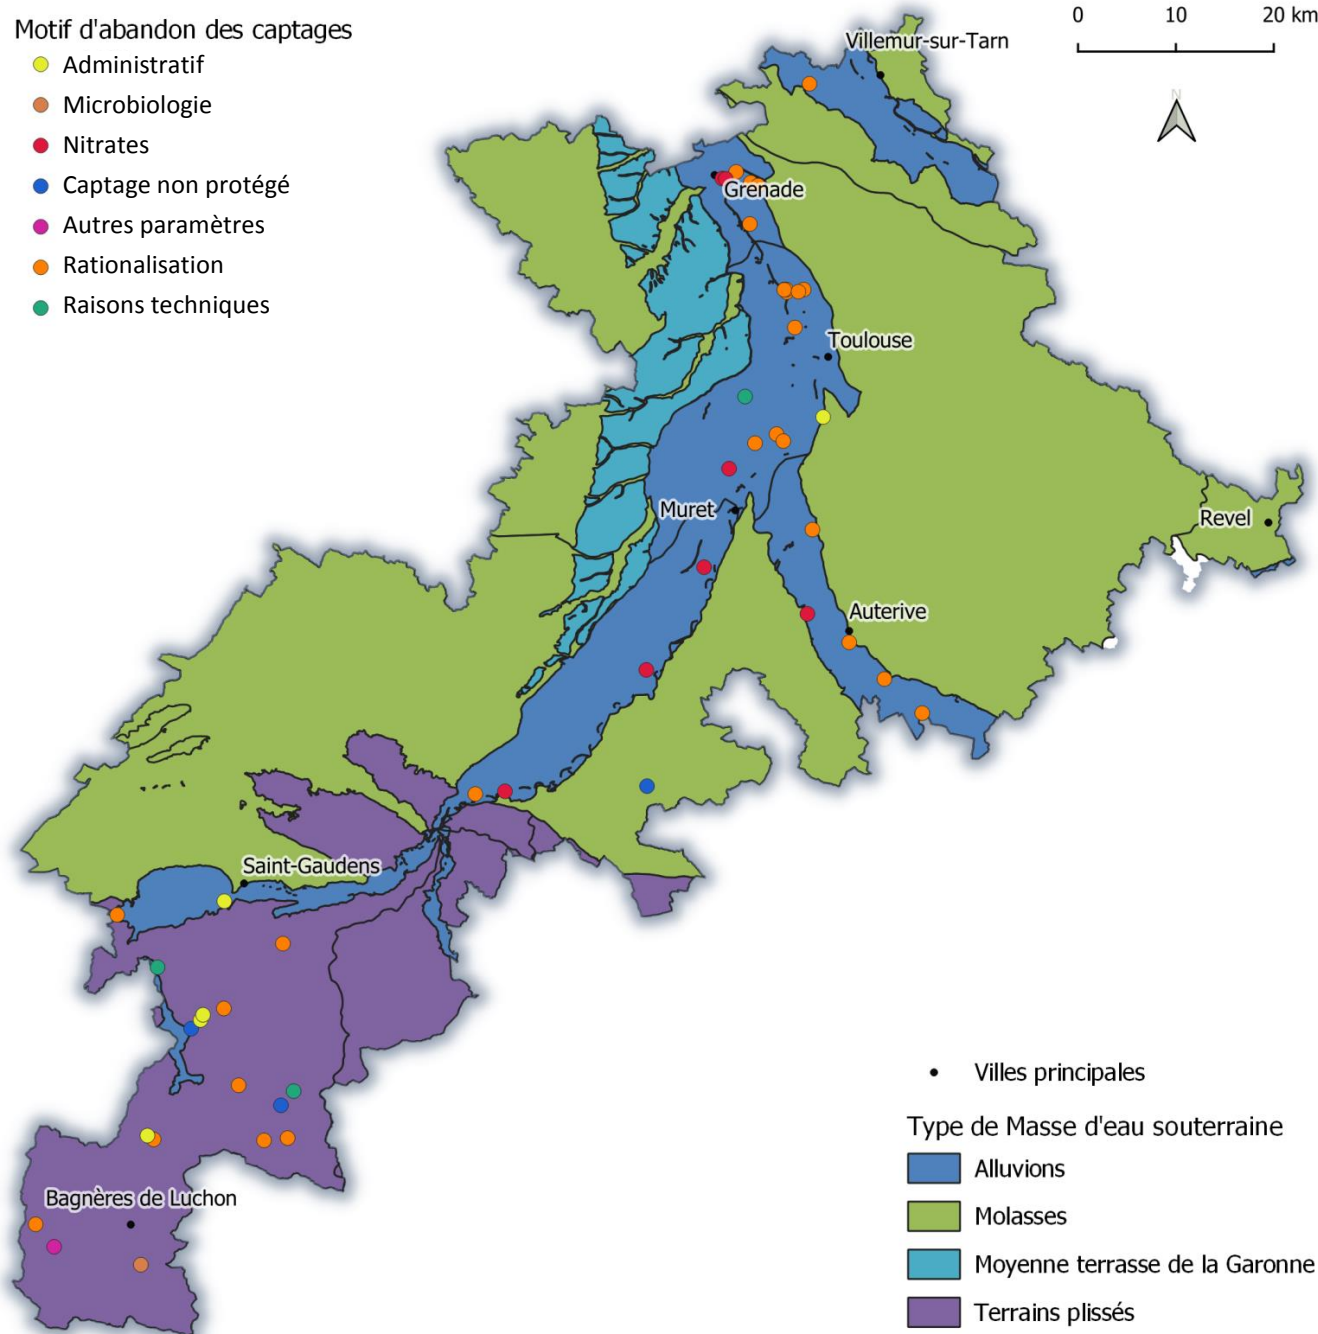 Motif d'abandon des captages
Administratif
Microbiologie
Nitrates
Captage non protégé
Autres paramètres
Rationalisation
Raisons techniques
0 10 20 km
N
Villemur-sur-Tarn
Grenade
Toulouse
Muret
Revel
Auterive
Saint-Gaudens
Bagnères de Luchon
Villes principales
Type de Masse d'eau souterraine
Alluvions
Molasses
Moyenne terrasse de la Garonne
Terrains plissés